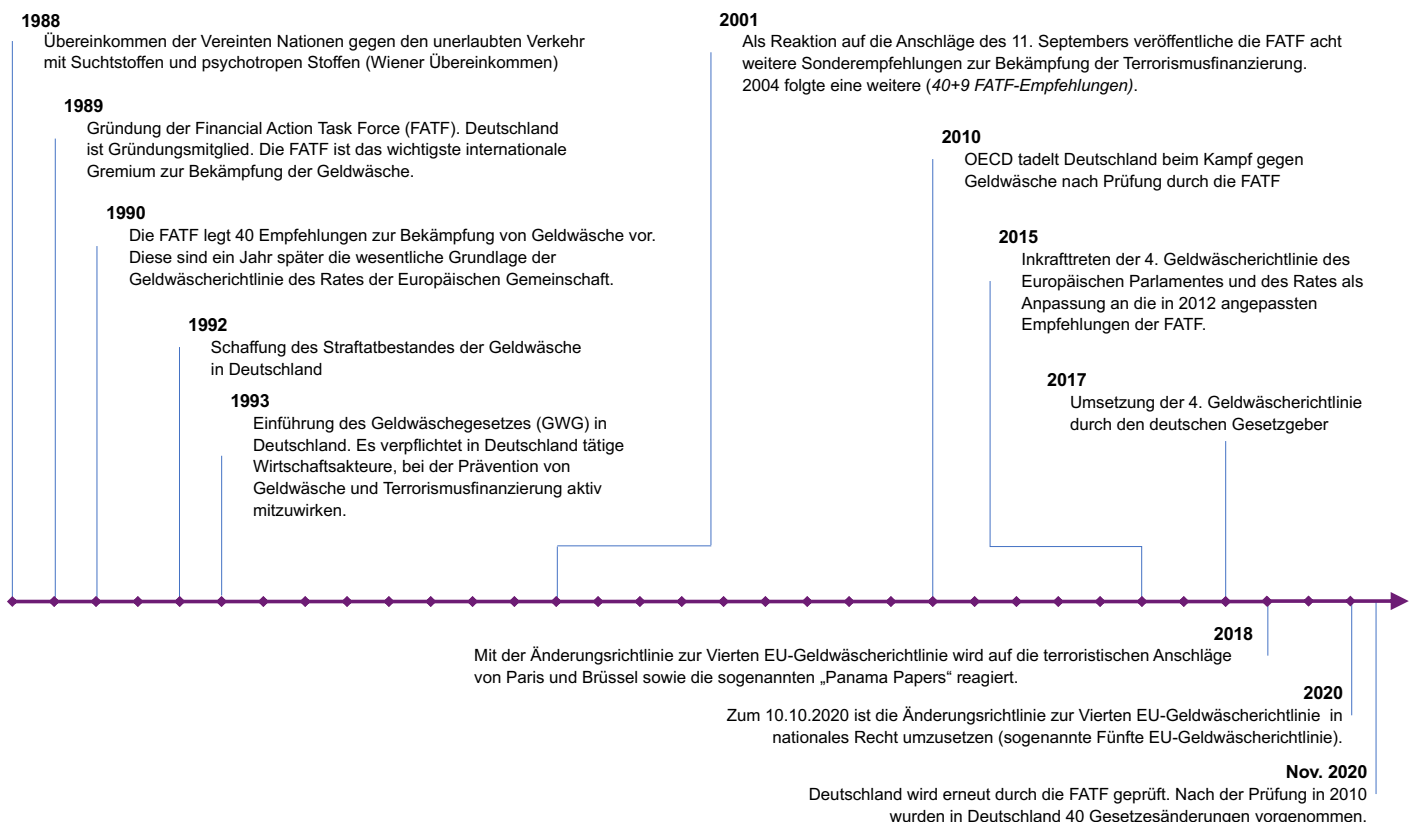 1988
Übereinkommen der Vereinten Nationen gegen den unerlaubten Verkehr
mit Suchtstoffen und psychotropen Stoffen (Wiener Übereinkommen)
1989
Gründung der Financial Action Task Force (FATF). Deutschland
ist Gründungsmitglied. Die FATF ist das wichtigste internationale
Gremium zur Bekämpfung der Geldwäsche.
1990
Die FATF legt 40 Empfehlungen zur Bekämpfung von Geldwäsche vor.
Diese sind ein Jahr später die wesentliche Grundlage der
Geldwäscherichtlinie des Rates der Europäischen Gemeinschaft.
1992
Schaffung des Straftatbestandes der Geldwäsche
in Deutschland
1993
Einführung des Geldwäschegesetzes (GWG) in
Deutschland. Es verpflichtet in Deutschland tätige
Wirtschaftsakteure, bei der Prävention von
Geldwäsche und Terrorismusfinanzierung aktiv
mitzuwirken.
2001
Als Reaktion auf die Anschläge des 11. Septembers veröffentliche die FATF acht
weitere Sonderempfehlungen zur Bekämpfung der Terrorismusfinanzierung.
2004 folgte eine weitere (40+9 FATF-Empfehlungen).
2010
OECD tadelt Deutschland beim Kampf gegen
Geldwäsche nach Prüfung durch die FATF
2015
Inkrafttreten der 4. Geldwäscherichtlinie des
Europäischen Parlamentes und des Rates als
Anpassung an die in 2012 angepassten
Empfehlungen der FATF.
2017
Umsetzung der 4. Geldwäscherichtlinie
durch den deutschen Gesetzgeber
2018
Mit der Änderungsrichtlinie zur Vierten EU-Geldwäscherichtlinie wird auf die terroristischen Anschläge
von Paris und Brüssel sowie die sogenannten „Panama Papers“ reagiert.
2020
Zum 10.10.2020 ist die Änderungsrichtlinie zur Vierten EU-Geldwäscherichtlinie in
nationales Recht umzusetzen (sogenannte Fünfte EU-Geldwäscherichtlinie).
Nov. 2020
Deutschland wird erneut durch die FATF geprüft. Nach der Prüfung in 2010
wurden in Deutschland 40 Gesetzesänderungen vorgenommen.